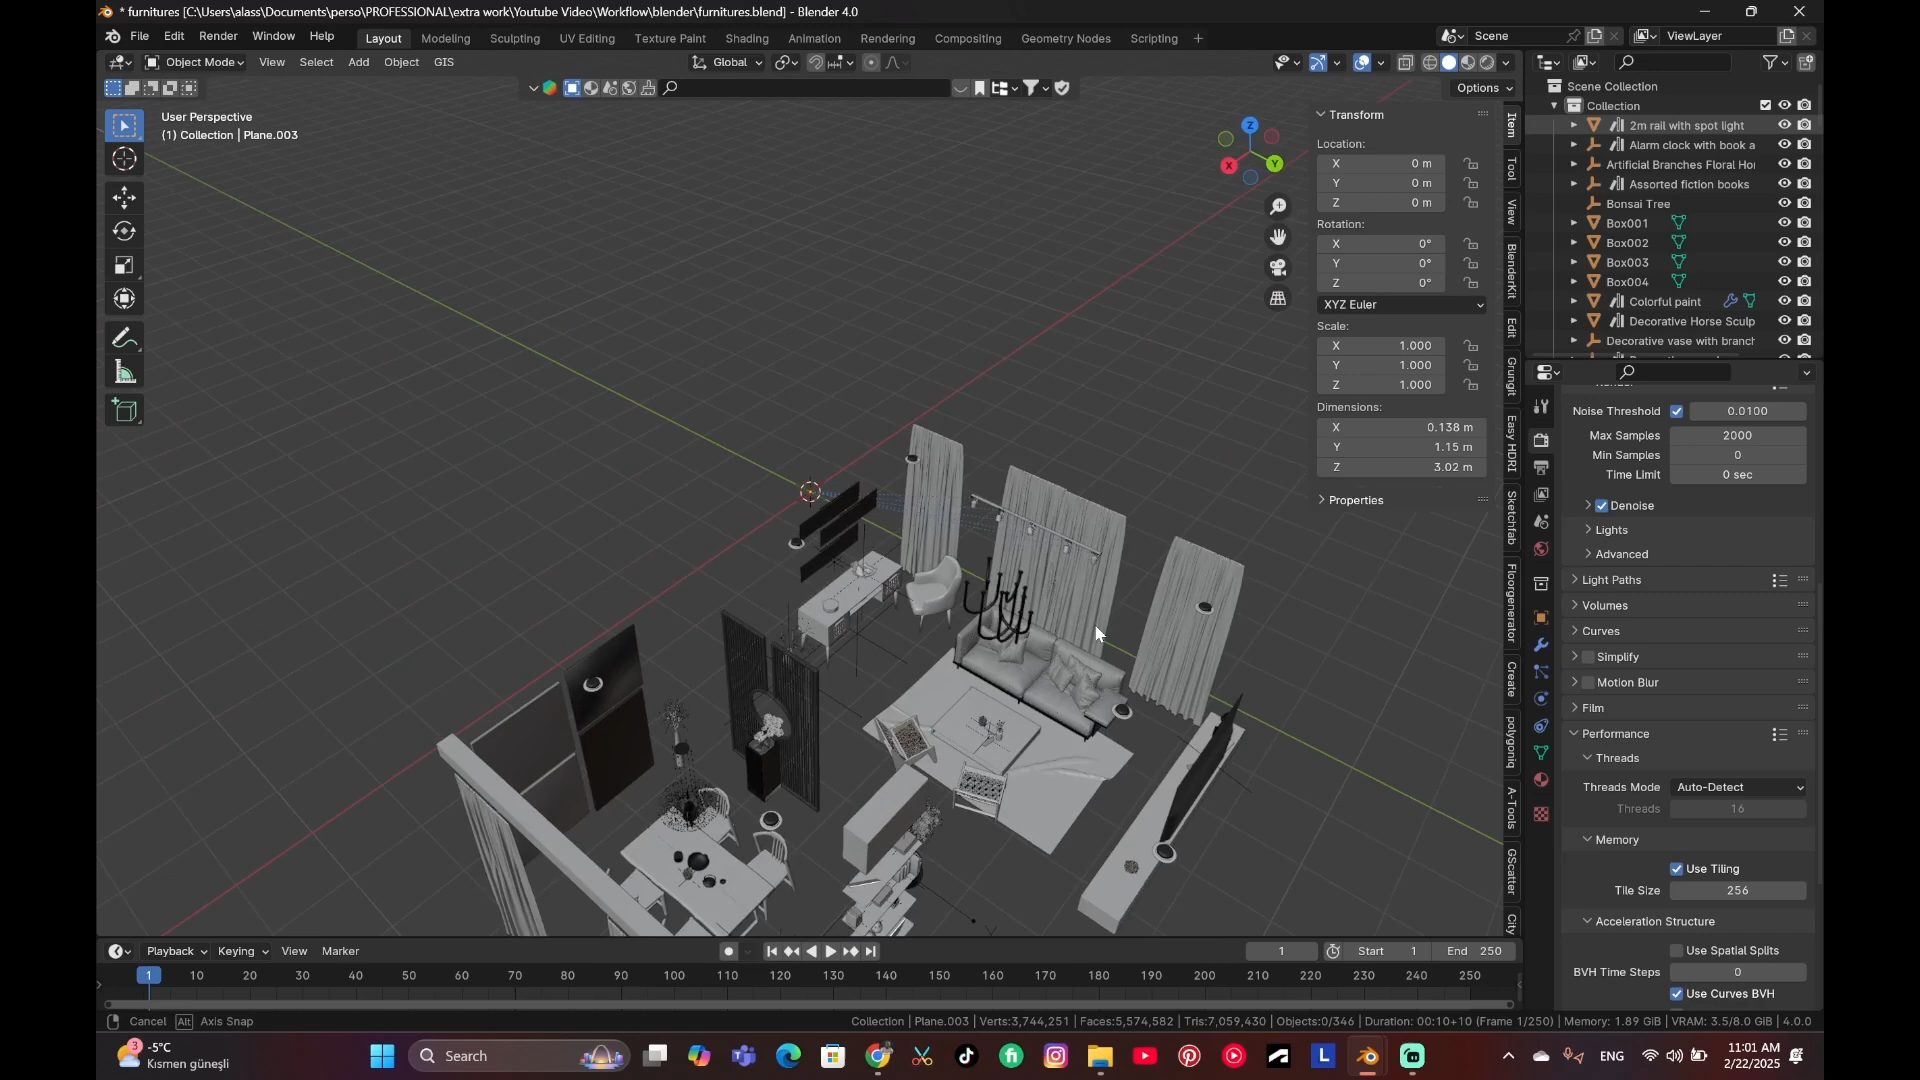 * furnitures [C:\Users\alass\Documents\perso\PROFESSIONAL\extra work\Youtube Video\Workflow\blender\furnitures.blend] - Blender 4.0
File Edit Render Window Help Layout Modeling Sculpting UV Editing Texture Paint Shading Animation Rendering Compositing Geometry Nodes Scripting + Scene ViewLayer
Object Mode View Select Add Object GIS Global
Options
User Perspective
(1) Collection | Plane.003
Z
Y
X
Transform
Location:
X 0 m
Y 0 m
Z 0 m
Rotation:
X 0°
Y 0°
Z 0°
XYZ Euler
Scale:
X 1.000
Y 1.000
Z 1.000
Dimensions:
X 0.138 m
Y 1.15 m
Z 3.02 m
Properties
Item
Tool
View
BlenderKit
Edit
Grungit
Easy HDRI
Sketchfab
Floorgenerator
Create
polygoniq
A-Tools
GScatter
City
Scene Collection
Collection
2m rail with spot light
Alarm clock with book a
Artificial Branches Floral Hor
Assorted fiction books
Bonsai Tree
Box001
Box002
Box003
Box004
Colorful paint
Decorative Horse Sculp
Decorative vase with branch
Noise Threshold 0.0100
Max Samples 2000
Min Samples 0
Time Limit 0 sec
Denoise
Lights
Advanced
Light Paths
Volumes
Curves
Simplify
Motion Blur
Film
Performance
Threads
Threads Mode Auto-Detect
Threads 16
Memory
Use Tiling
Tile Size 256
Acceleration Structure
Use Spatial Splits
BVH Time Steps 0
Use Curves BVH
Playback Keying View Marker 1 Start 1 End 250
1 10 20 30 40 50 60 70 80 90 100 110 120 130 140 150 160 170 180 190 200 210 220 230 240 250
Cancel Alt Axis Snap Collection | Plane.003 | Verts:3,744,251 | Faces:5,574,582 | Tris:7,059,430 | Objects:0/346 | Duration: 00:10+10 (Frame 1/250) | Memory: 1.89 GiB | VRAM: 3.5/8.0 GiB | 4.0.0
3
-5°C
Kısmen güneşli
Search
ENG
11:01 AM
2/22/2025